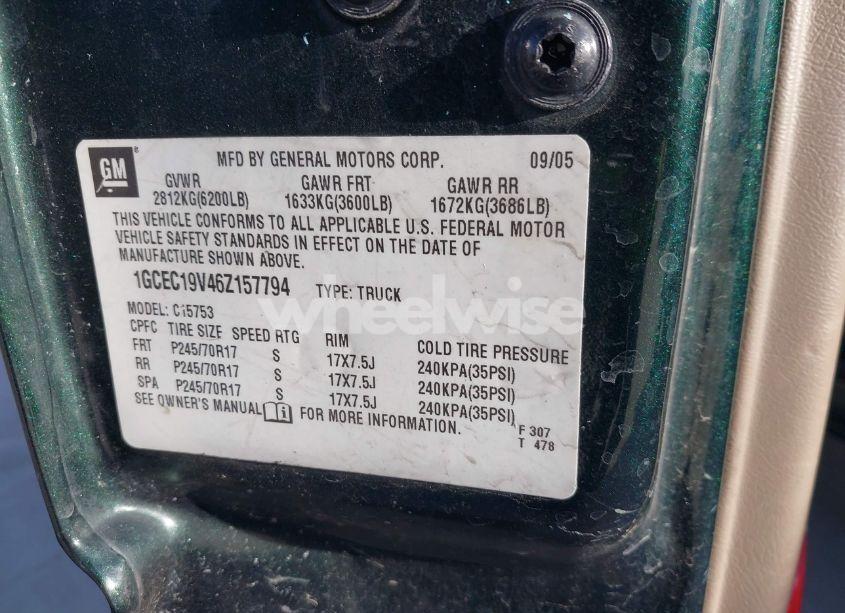 GM
MFD BY GENERAL MOTORS CORP. 09/05
GVWR GAWR FRT GAWR RR
2812KG(6200LB) 1633KG(3600LB) 1672KG(3686LB)
THIS VEHICLE CONFORMS TO ALL APPLICABLE U.S. FEDERAL MOTOR
VEHICLE SAFETY STANDARDS IN EFFECT ON THE DATE OF
MANUFACTURE SHOWN ABOVE.
1GCEC19V46Z157794 TYPE: TRUCK
wheelwise
MODEL: C15753
CPFC TIRE SIZE SPEED RTG RIM COLD TIRE PRESSURE
FRT P245/70R17 S 17X7.5J 240KPA(35PSI)
RR P245/70R17 S 17X7.5J 240KPA(35PSI)
SPA P245/70R17 S 17X7.5J 240KPA(35PSI)
SEE OWNER'S MANUAL FOR MORE INFORMATION.
F 307
T 478